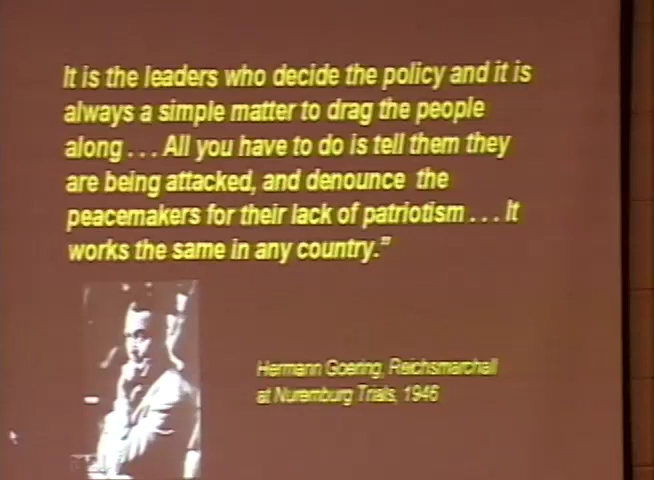 It is the leaders who decide the policy and it is
always a simple matter to drag the people
along . . . All you have to do is tell them they
are being attacked, and denounce the
peacemakers for their lack of patriotism . . . It
works the same in any country."
Hermann Goering, Reichsmarchall
at Nuremburg Trials, 1946